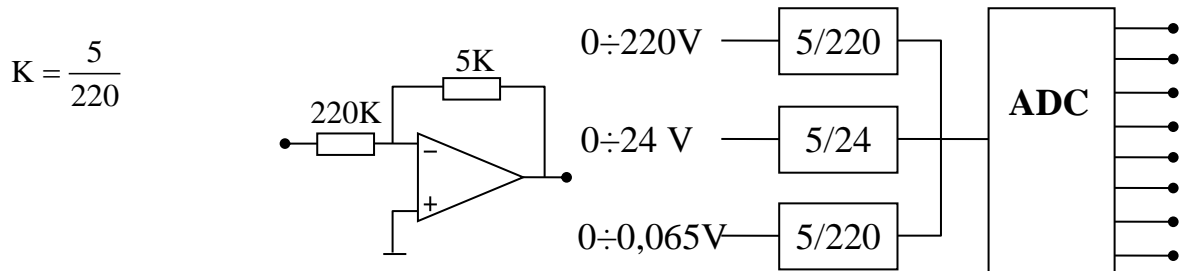 K = 5/220
220K
5K
−
+
0÷220V
5/220
0÷24 V
5/24
0÷0,065V
5/220
ADC